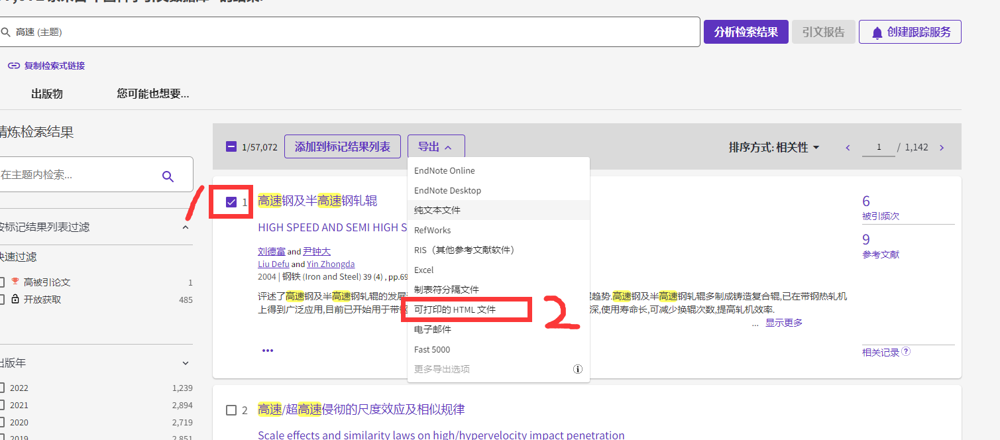 高速 (主题)
分析检索结果
引文报告
创建跟踪服务
复制检索式链接
出版物
您可能也想要...
精炼检索结果
1/57,072
添加到标记结果列表
导出
排序方式: 相关性
1 / 1,142
在主题内检索...
按标记结果列表过滤
快速过滤
高被引论文 1
开放获取 485
出版年
2022 1,239
2021 2,894
2020 2,719
2019 2,851
1
1 高速钢及半高速钢轧辊
HIGH SPEED AND SEMI HIGH S
刘德富 and 尹钟大
Liu Defu and Yin Zhongda
2004 | 钢铁 (Iron and Steel) 39 (4) , pp.69
评述了高速钢及半高速钢轧辊的发展 趋势.高速钢及半高速钢轧辊多制成铸造复合辊,已在带钢热轧机
上得到广泛应用,目前已开始用于带钢 深,使用寿命长,可减少换辊次数,提高轧机效率.
... 显示更多
EndNote Online
EndNote Desktop
纯文本文件
RefWorks
RIS（其他参考文献软件）
Excel
制表符分隔文件
可打印的 HTML 文件
2
电子邮件
Fast 5000
更多导出选项
6
被引频次
9
参考文献
相关记录
2 高速/超高速侵彻的尺度效应及相似规律
Scale effects and similarity laws on high/hypervelocity impact penetration